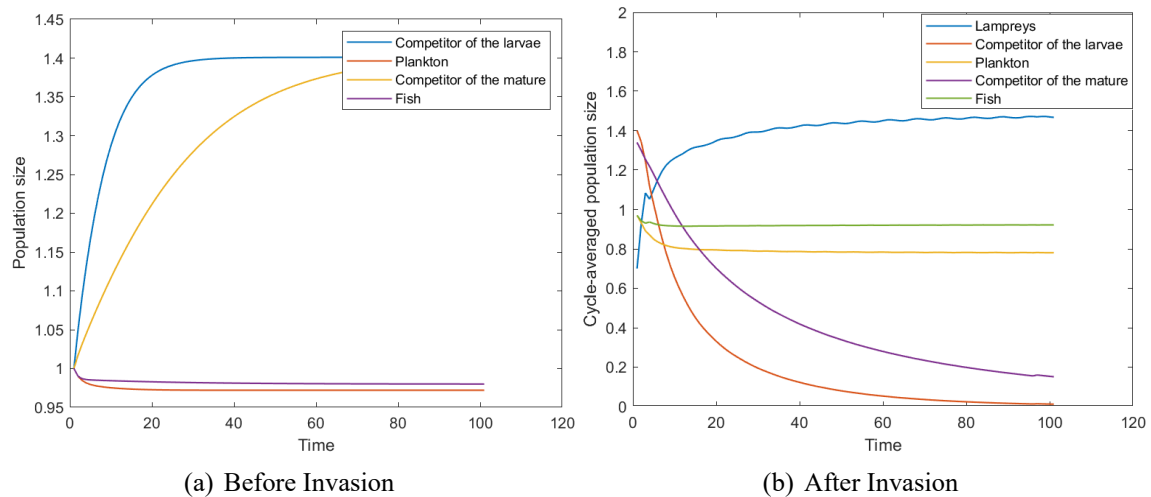 1.45
1.4
1.35
1.3
1.25
1.2
1.15
1.1
1.05
1
0.95
Population size
0 20 40 60 80 100 120
Time
Competitor of the larvae
Plankton
Competitor of the mature
Fish
(a) Before Invasion
2
1.8
1.6
1.4
1.2
1
0.8
0.6
0.4
0.2
0
Cycle-averaged population size
0 20 40 60 80 100 120
Time
Lampreys
Competitor of the larvae
Plankton
Competitor of the mature
Fish
(b) After Invasion